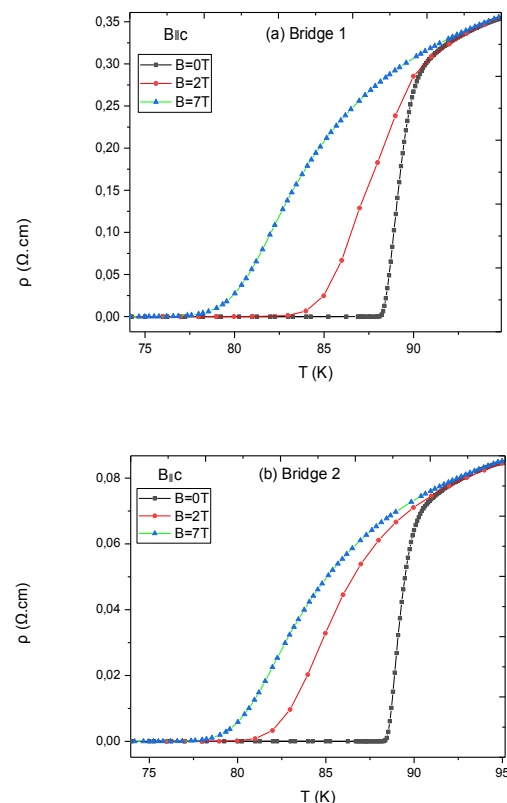 (a) Bridge 1
B||c
B=0T
B=2T
B=7T
0,35
0,30
0,25
0,20
0,15
0,10
0,05
0,00
ρ (Ω.cm)
75 80 85 90
T (K)
(b) Bridge 2
B||c
B=0T
B=2T
B=7T
0,08
0,06
0,04
0,02
0,00
ρ (Ω.cm)
75 80 85 90 95
T (K)